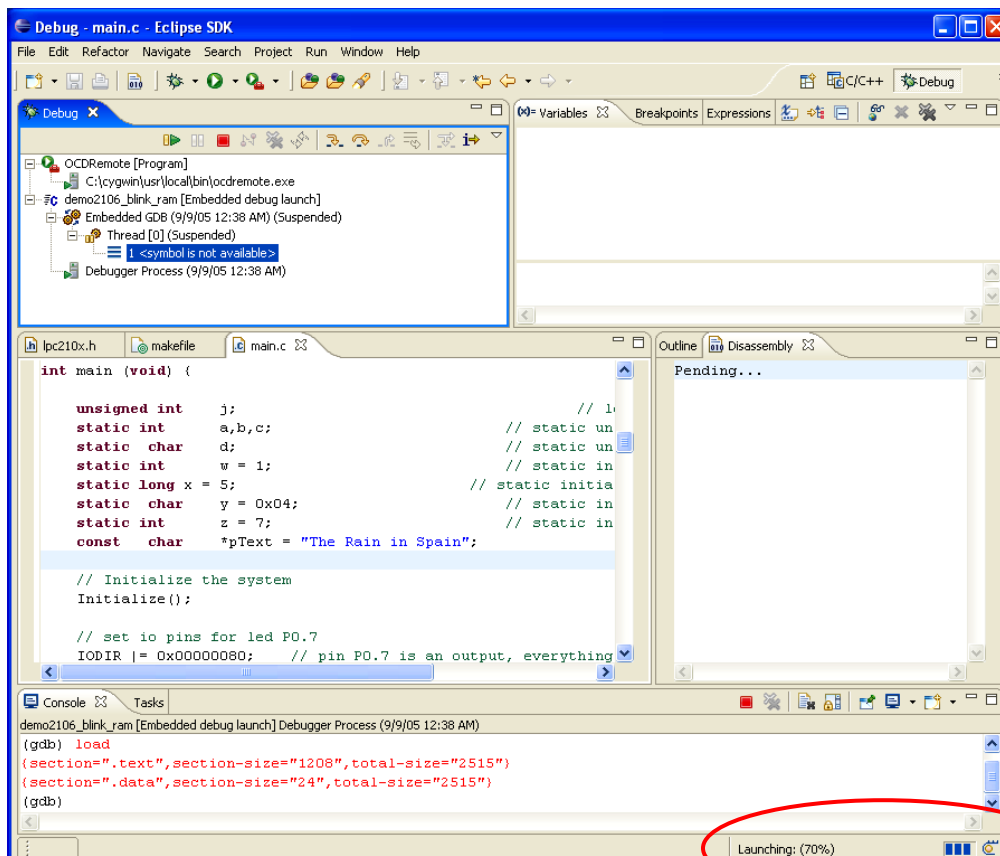 Debug - main.c - Eclipse SDK
File Edit Refactor Navigate Search Project Run Window Help
C/C++ Debug
Debug
OCDRemote [Program]
C:\cygwin\usr\local\bin\ocdremote.exe
demo2106_blink_ram [Embedded debug launch]
Embedded GDB (9/9/05 12:38 AM) (Suspended)
Thread [0] (Suspended)
1 <symbol is not available>
Debugger Process (9/9/05 12:38 AM)
(x)= Variables Breakpoints Expressions
lpc210x.h makefile main.c
int main (void) {
unsigned int j; // l
static int a,b,c; // static un
static char d; // static un
static int w = 1; // static in
static long x = 5; // static initia
static char y = 0x04; // static in
static int z = 7; // static in
const char *pText = "The Rain in Spain";
// Initialize the system
Initialize();
// set io pins for led P0.7
IODIR |= 0x00000080; // pin P0.7 is an output, everything
Outline Disassembly
Pending...
Console Tasks
demo2106_blink_ram [Embedded debug launch] Debugger Process (9/9/05 12:38 AM)
(gdb) load
{section=".text",section-size="1208",total-size="2515"}
{section=".data",section-size="24",total-size="2515"}
(gdb)
Launching: (70%)